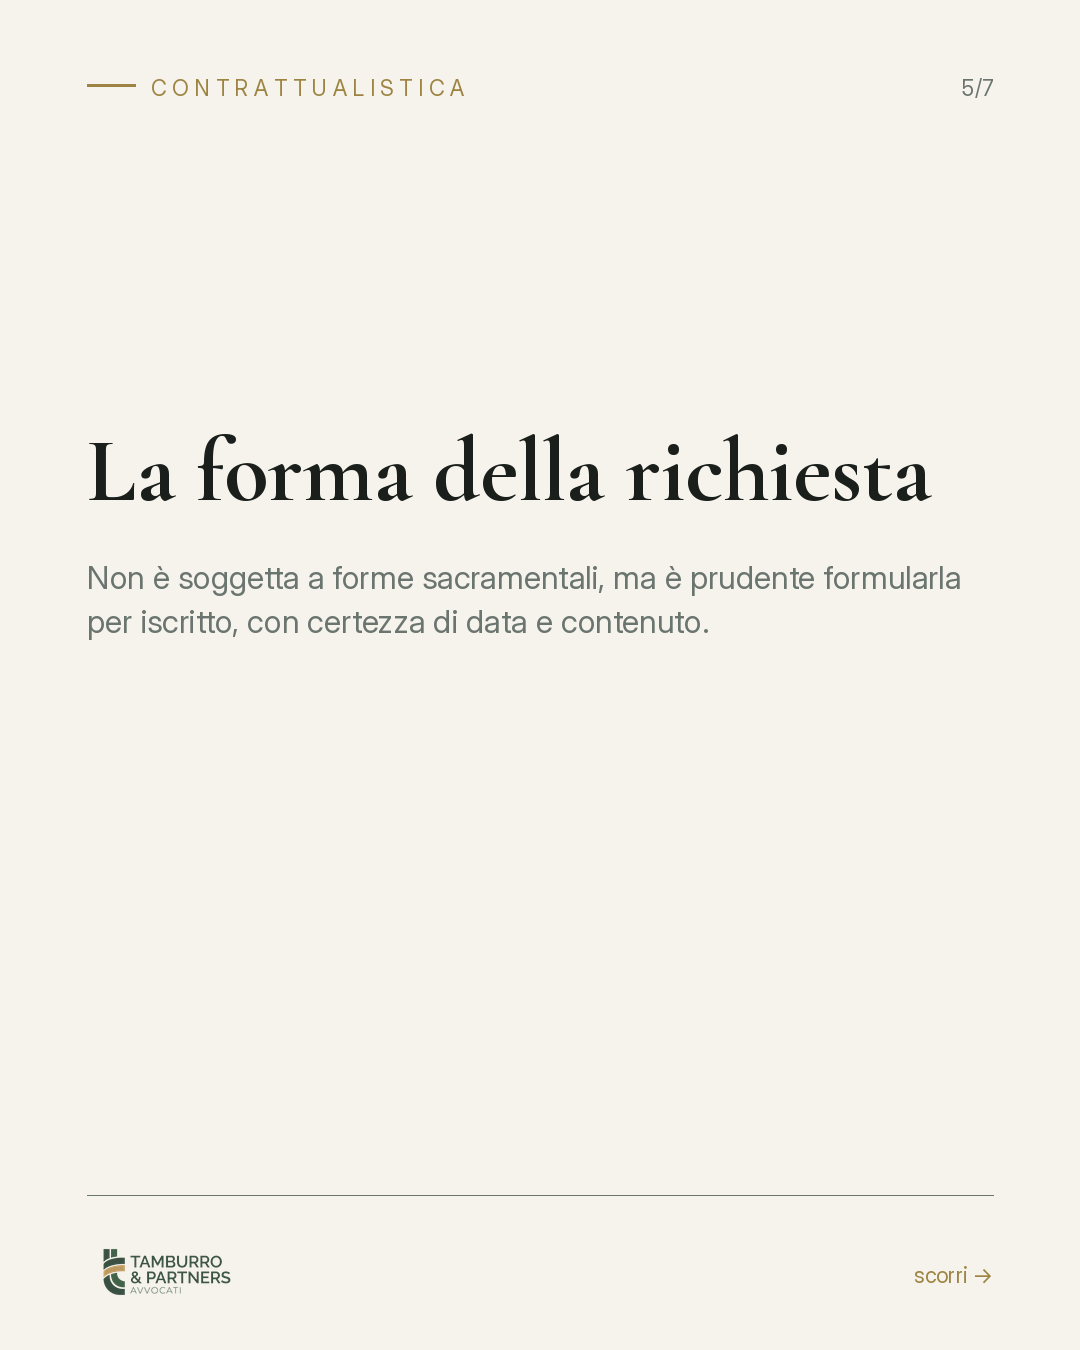 CONTRATTUALISTICA
5/7
La forma della richiesta
Non è soggetta a forme sacramentali, ma è prudente formularla
per iscritto, con certezza di data e contenuto.
TAMBURRO
& PARTNERS
AVVOCATI
scorri →